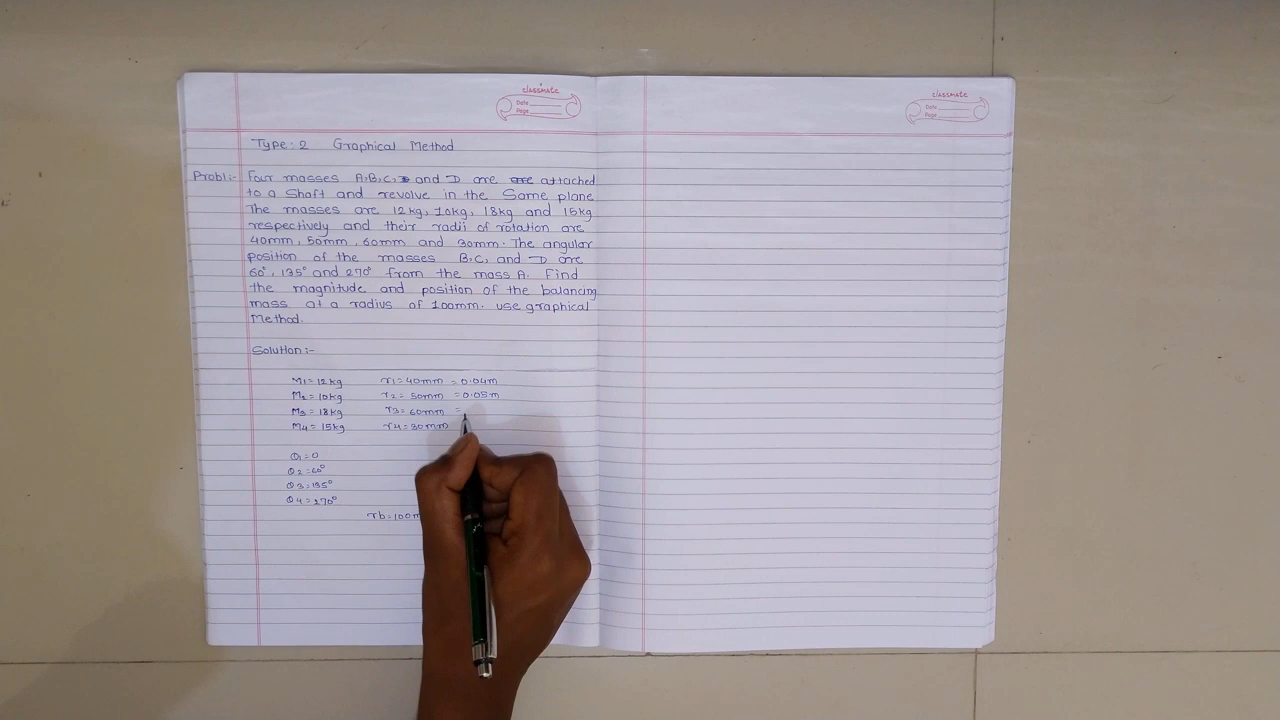 classmate
Date
Page
classmate
Date
Page
Type: 2 Graphical Method
Probl:- Four masses A,B,C, and D are attached
to a Shaft and revolve in the Same plane
The masses are 12kg, 10kg, 18kg and 15kg
respectively and their radii of rotation are
40mm, 50mm, 60mm and 30mm. The angular
position of the masses B,C, and D are
60°, 135° and 270° from the mass A. Find
the magnitude and position of the balancing
mass at a radius of 100mm. use graphical
Method.
Solution:-
M1=12kg r1=40mm =0.04m
M2=10kg r2=50mm =0.05m
M3=18kg r3=60mm =
M4=15kg r4=30mm
θ1=0
θ2=60°
θ3=135°
θ4=270°
rb=100m